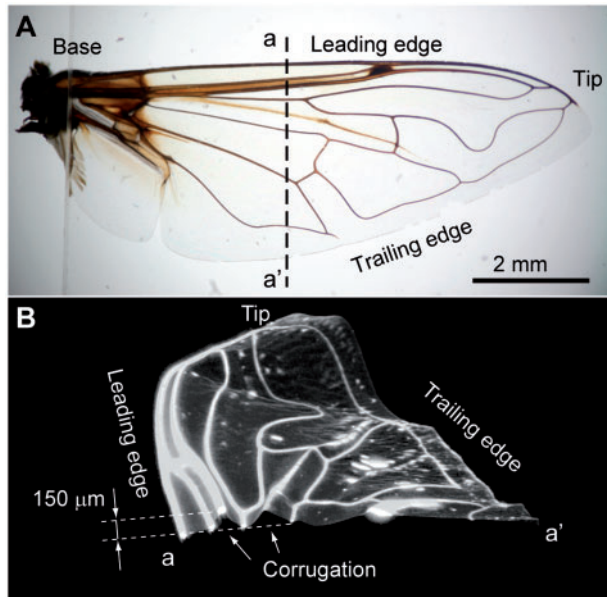 A
a
Leading edge
Base
Tip
Trailing edge
a'
2 mm
B
Tip
Leading edge
Trailing edge
150 μm
a
a'
Corrugation